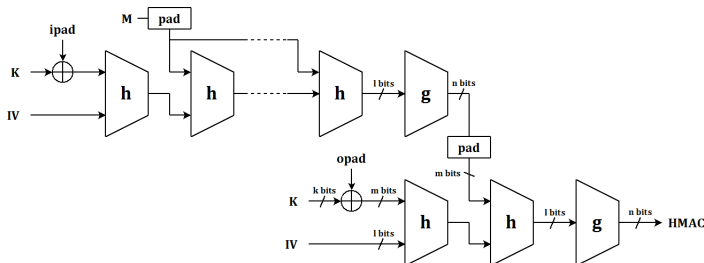 M
pad
ipad
K
h
h
h
l bits
g
n bits
IV
pad
opad
m bits
K
k bits
m bits
h
h
l bits
g
n bits
HMAC
IV
l bits